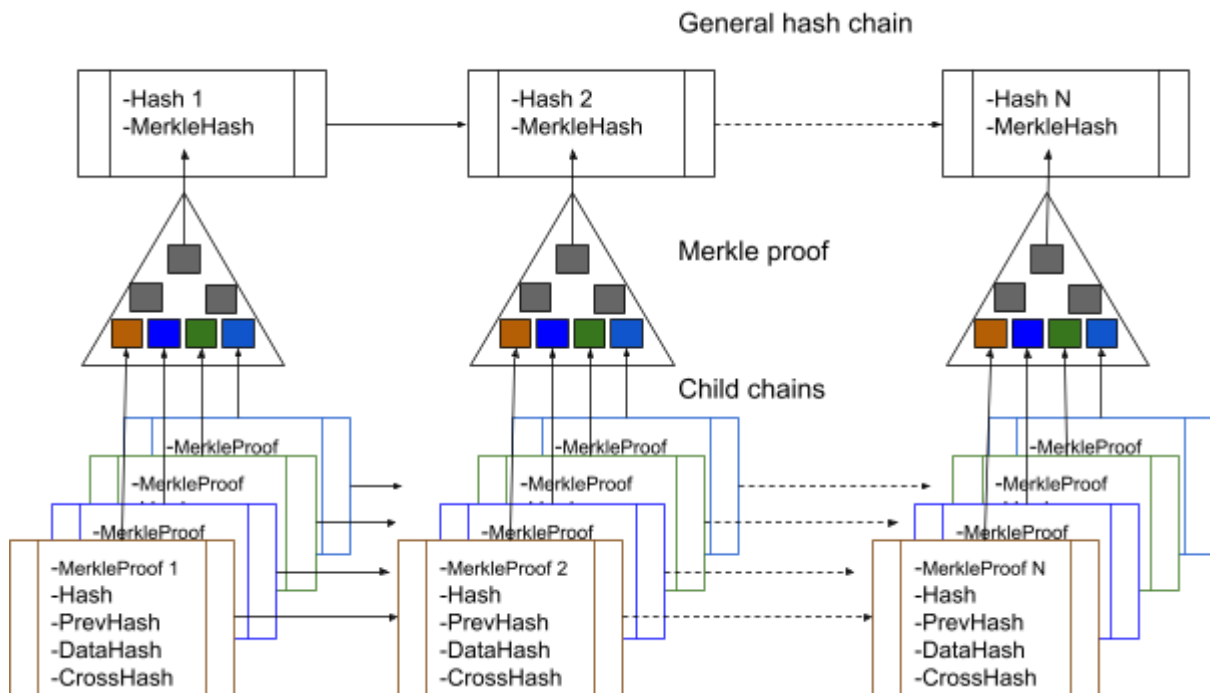 General hash chain
-Hash 1
-MerkleHash
-Hash 2
-MerkleHash
-Hash N
-MerkleHash
Merkle proof
Child chains
-MerkleProof
-MerkleProof
-MerkleProof
-MerkleProof 1
-Hash
-PrevHash
-DataHash
-CrossHash
-MerkleProof
-MerkleProof
-MerkleProof
-MerkleProof 2
-Hash
-PrevHash
-DataHash
-CrossHash
-MerkleProof
-MerkleProof
-MerkleProof
-MerkleProof N
-Hash
-PrevHash
-DataHash
-CrossHash